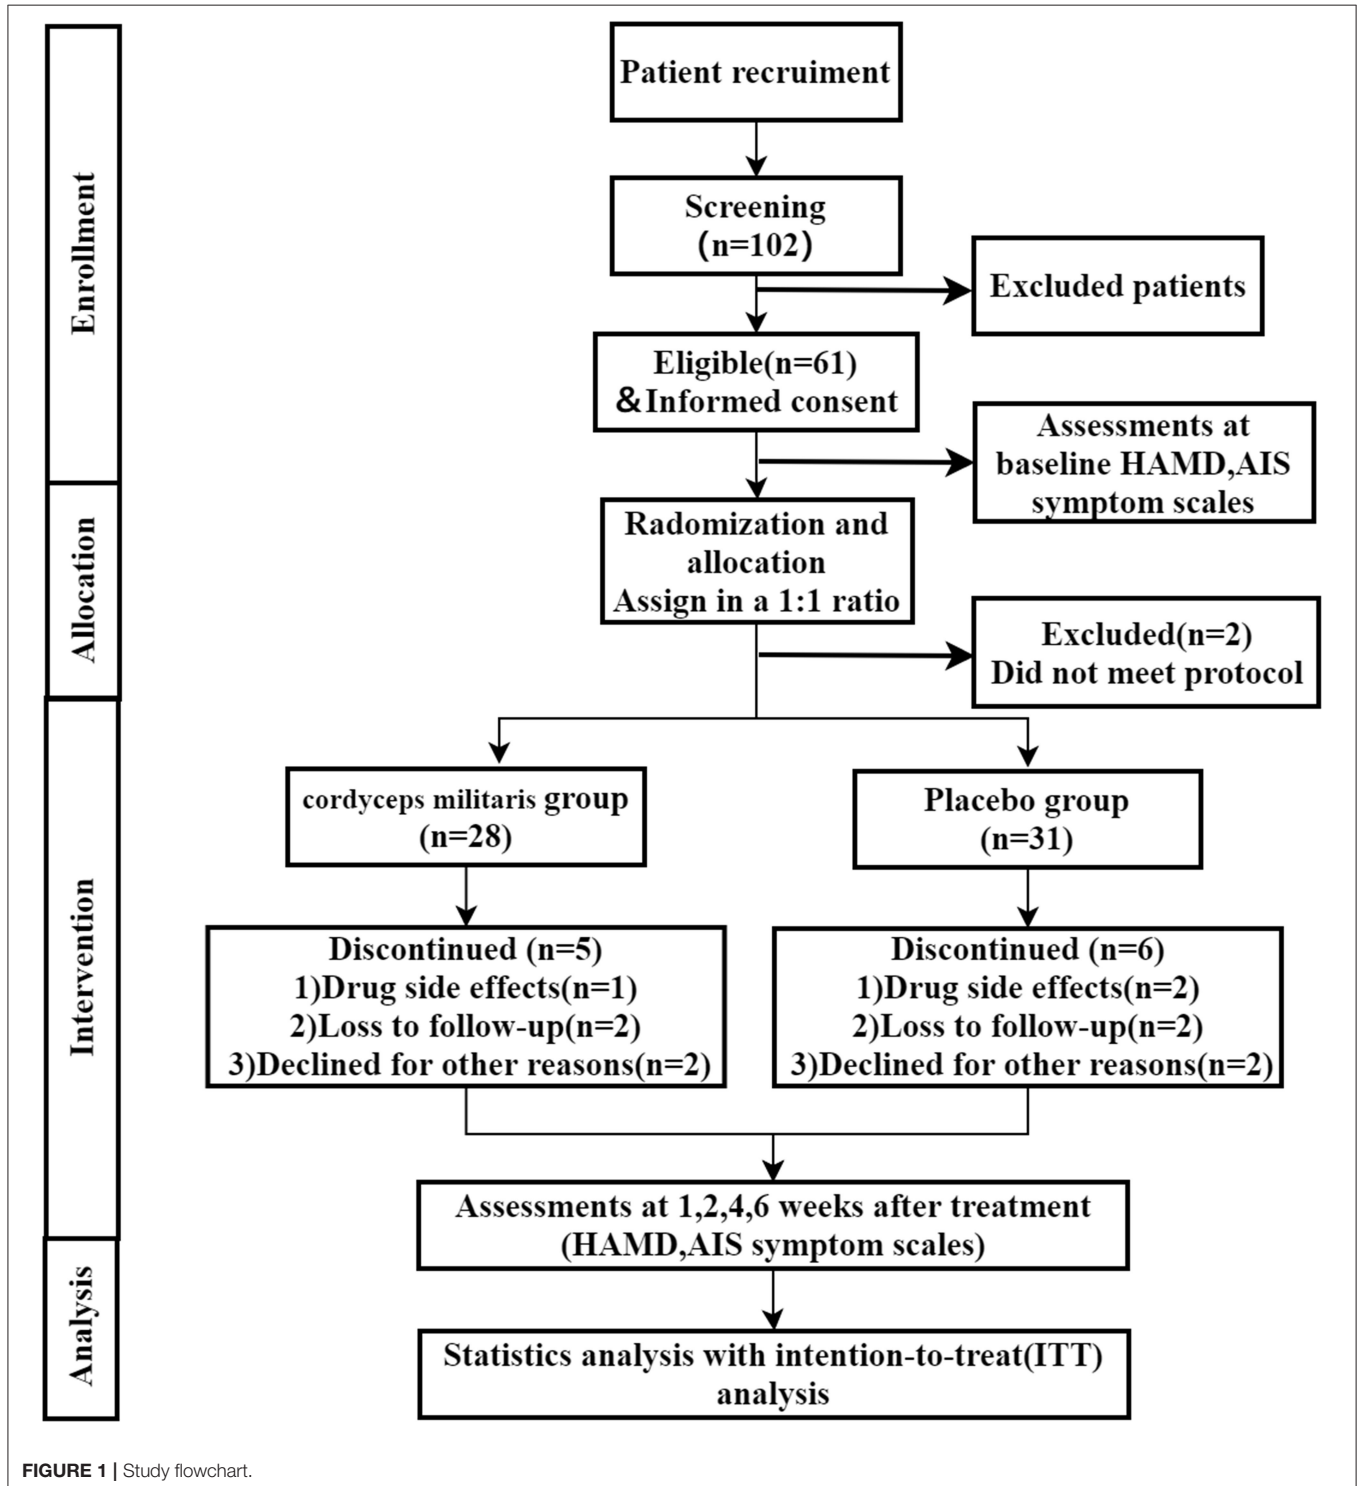 Enrollment
Patient recruiment
Screening
(n=102)
Excluded patients
Eligible(n=61)
&Informed consent
Assessments at
baseline HAMD,AIS
symptom scales
Allocation
Radomization and
allocation
Assign in a 1:1 ratio
Excluded(n=2)
Did not meet protocol
Intervention
cordyceps militaris group
(n=28)
Placebo group
(n=31)
Discontinued (n=5)
1)Drug side effects(n=1)
2)Loss to follow-up(n=2)
3)Declined for other reasons(n=2)
Discontinued (n=6)
1)Drug side effects(n=2)
2)Loss to follow-up(n=2)
3)Declined for other reasons(n=2)
Assessments at 1,2,4,6 weeks after treatment
(HAMD,AIS symptom scales)
Analysis
Statistics analysis with intention-to-treat(ITT)
analysis
FIGURE 1 | Study flowchart.